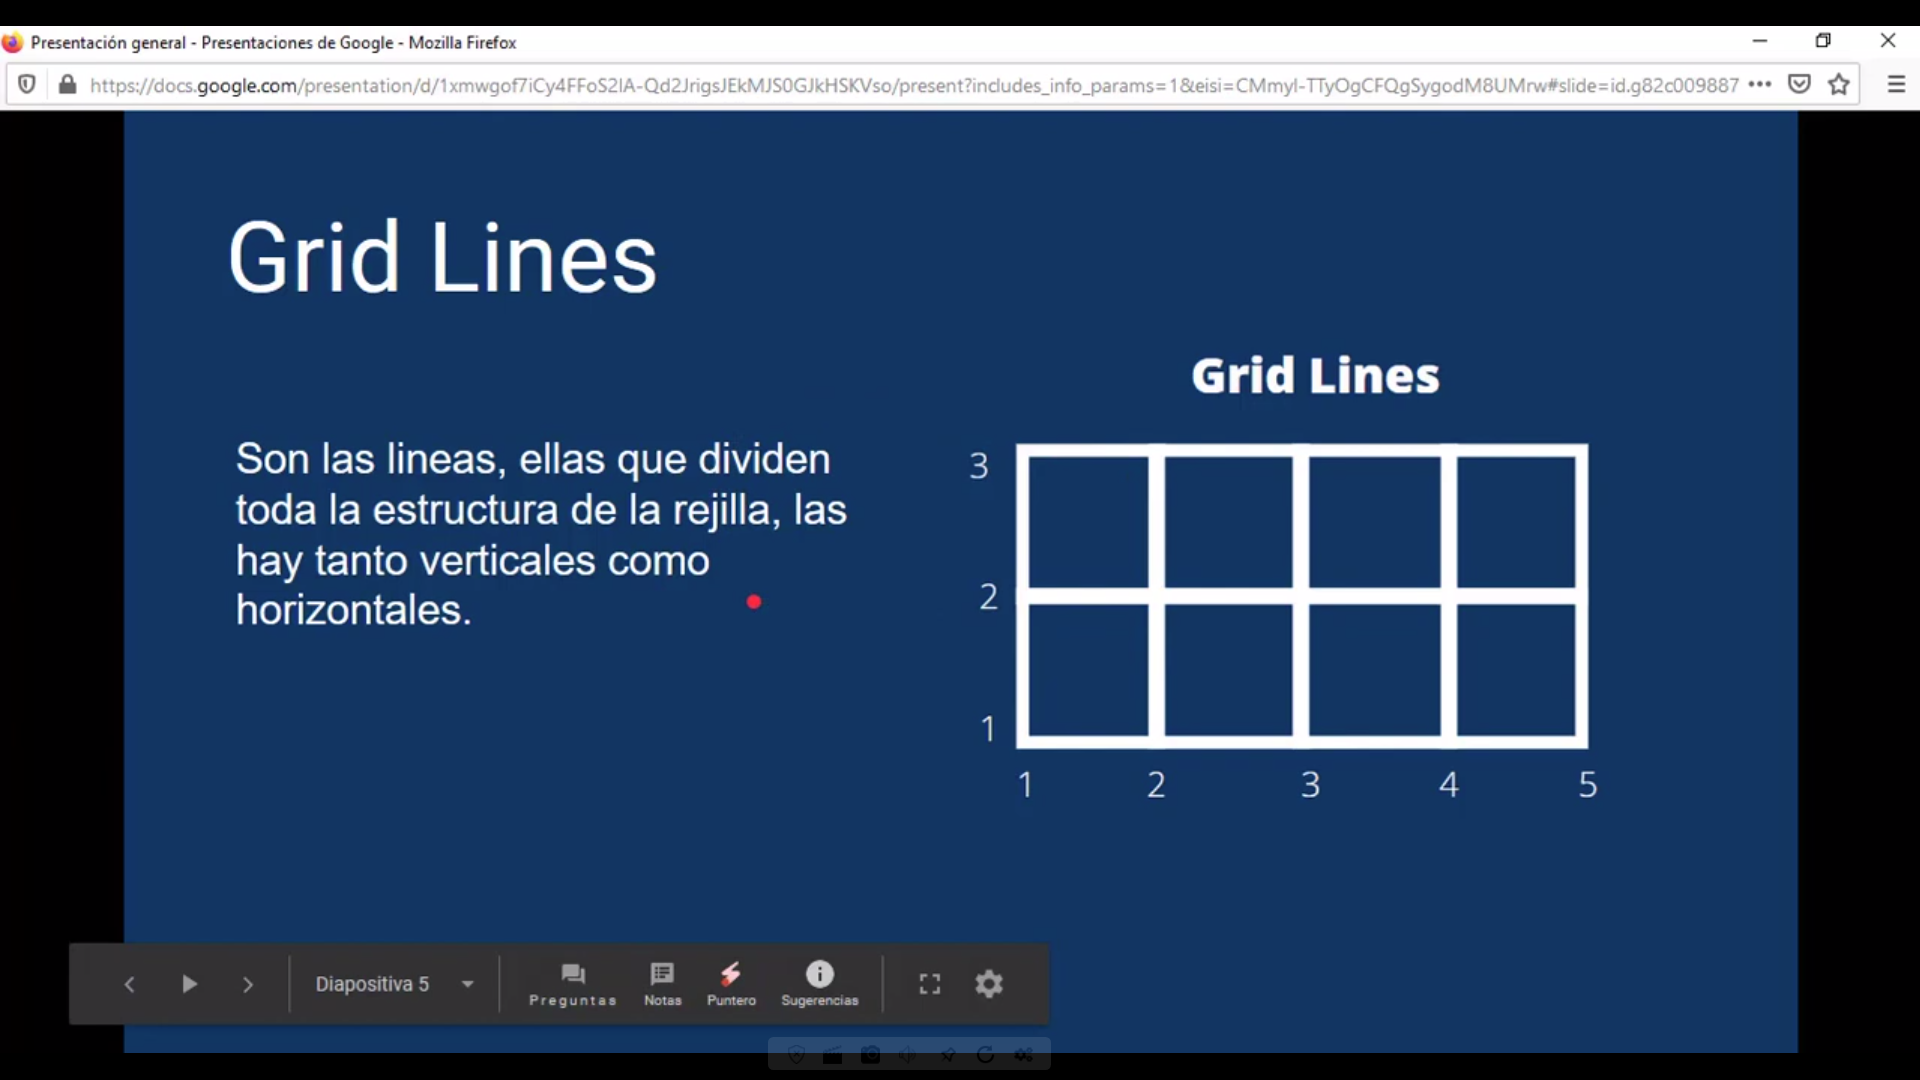 Presentación general - Presentaciones de Google - Mozilla Firefox
https://docs.google.com/presentation/d/1xmwgof7iCy4FFoS2lA-Qd2JrigsJEkMJS0GJkHSKVso/present?includes_info_params=1&eisi=CMmyl-TTyOgCFQgSygodM8UMrw#slide=id.g82c009887
Grid Lines
Son las lineas, ellas que dividen
toda la estructura de la rejilla, las
hay tanto verticales como
horizontales.
Grid Lines
3
2
1
1 2 3 4 5
Diapositiva 5
Preguntas
Notas
Puntero
Sugerencias